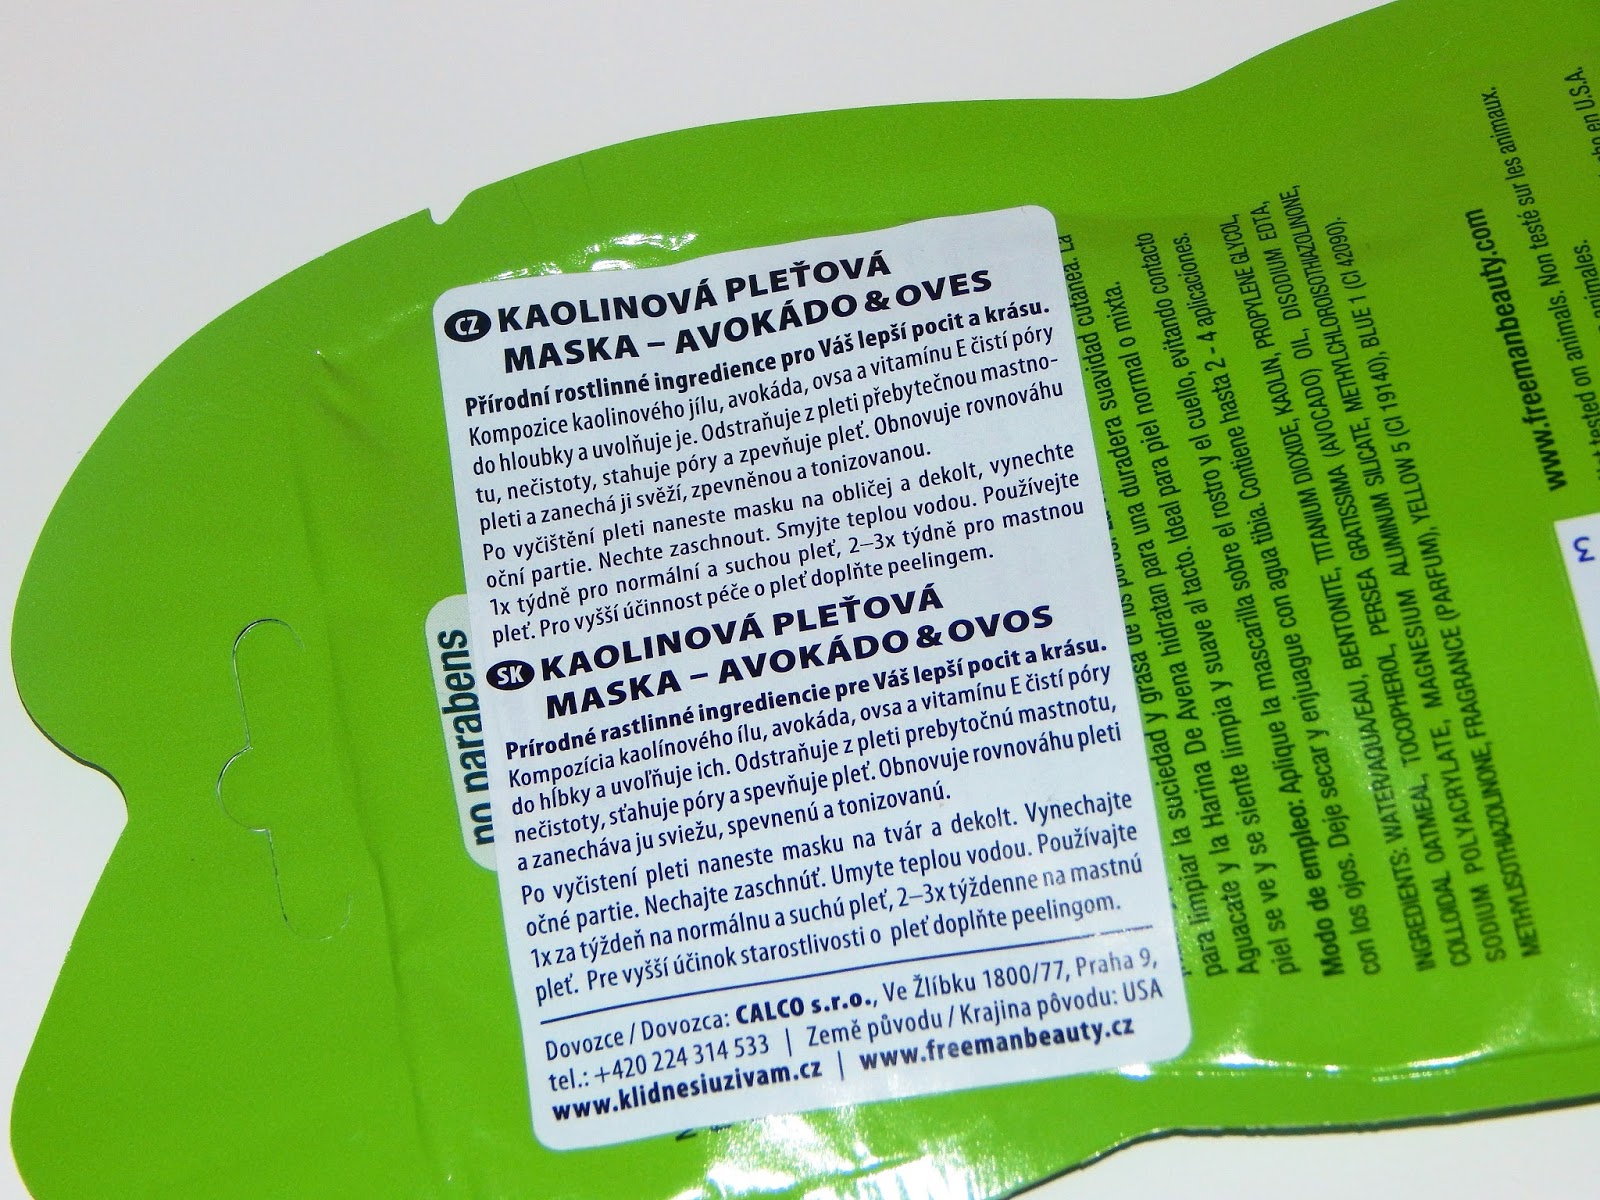 CZ KAOLINOVÁ PLEŤOVÁ
MASKA – AVOKÁDO & OVES
Přírodní rostlinné ingredience pro Váš lepší pocit a krásu.
Kompozice kaolinového jílu, avokáda, ovsa a vitamínu E čistí póry
do hloubky a uvolňuje je. Odstraňuje z pleti přebytečnou mastno-
tu, nečistoty, stahuje póry a zpevňuje pleť. Obnovuje rovnováhu
pleti a zanechá ji svěží, zpevněnou a tonizovanou.
Po vyčištění pleti naneste masku na obličej a dekolt, vynechte
oční partie. Nechte zaschnout. Smyjte teplou vodou. Používejte
1x týdně pro normální a suchou pleť, 2–3x týdně pro mastnou
pleť. Pro vyšší účinnost péče o pleť doplňte peelingem.
SK KAOLINOVÁ PLEŤOVÁ
MASKA – AVOKÁDO & OVOS
Prírodné rastlinné ingrediencie pre Váš lepší pocit a krásu.
Kompozícia kaolínového ílu, avokáda, ovsa a vitamínu E čistí póry
do hĺbky a uvoľňuje ich. Odstraňuje z pleti prebytočnú mastnotu,
nečistoty, sťahuje póry a spevňuje pleť. Obnovuje rovnováhu pleti
a zanecháva ju sviežu, spevnenú a tonizovanú.
Po vyčistení pleti naneste masku na tvár a dekolt. Vynechajte
očné partie. Nechajte zaschnúť. Umyte teplou vodou. Používajte
1x za týždeň na normálnu a suchú pleť, 2–3x týždenne na mastnú
pleť. Pre vyšší účinok starostlivosti o pleť doplňte peelingom.
Dovozce / Dovozca: CALCO s.r.o., Ve Žlíbku 1800/77, Praha 9,
tel.: +420 224 314 533 | Země původu / Krajina pôvodu: USA
www.klidnesiuzivam.cz | www.freemanbeauty.cz
no parabens
cutánea. La
para limpiar la suciedad y grasa de los poros. duradera suavidad
Aguacate y la Harina De Avena hidratan para una piel normal o mixta.
piel se ve y se siente limpia y suave al tacto. Ideal para piel normal
Modo de empleo: Aplique la mascarilla sobre el rostro y el cuello, evitando contacto
con los ojos. Deje secar y enjuague con agua tibia. Contiene hasta 2 - 4 aplicaciones.
INGREDIENTS: WATER/AQUA/EAU, BENTONITE, TITANIUM DIOXIDE, KAOLIN, PROPYLENE GLYCOL,
COLLOIDAL OATMEAL, TOCOPHEROL, PERSEA GRATISSIMA (AVOCADO) OIL, DISODIUM EDTA,
SODIUM POLYACRYLATE, MAGNESIUM ALUMINUM SILICATE, METHYLCHLOROISOTHIAZOLINONE,
METHYLISOTHIAZOLINONE, FRAGRANCE (PARFUM), YELLOW 5 (CI 19140), BLUE 1 (CI 42090).
www.freemanbeauty.com
tested on animals. Non testé sur les animaux.
animales.
en U.S.A.